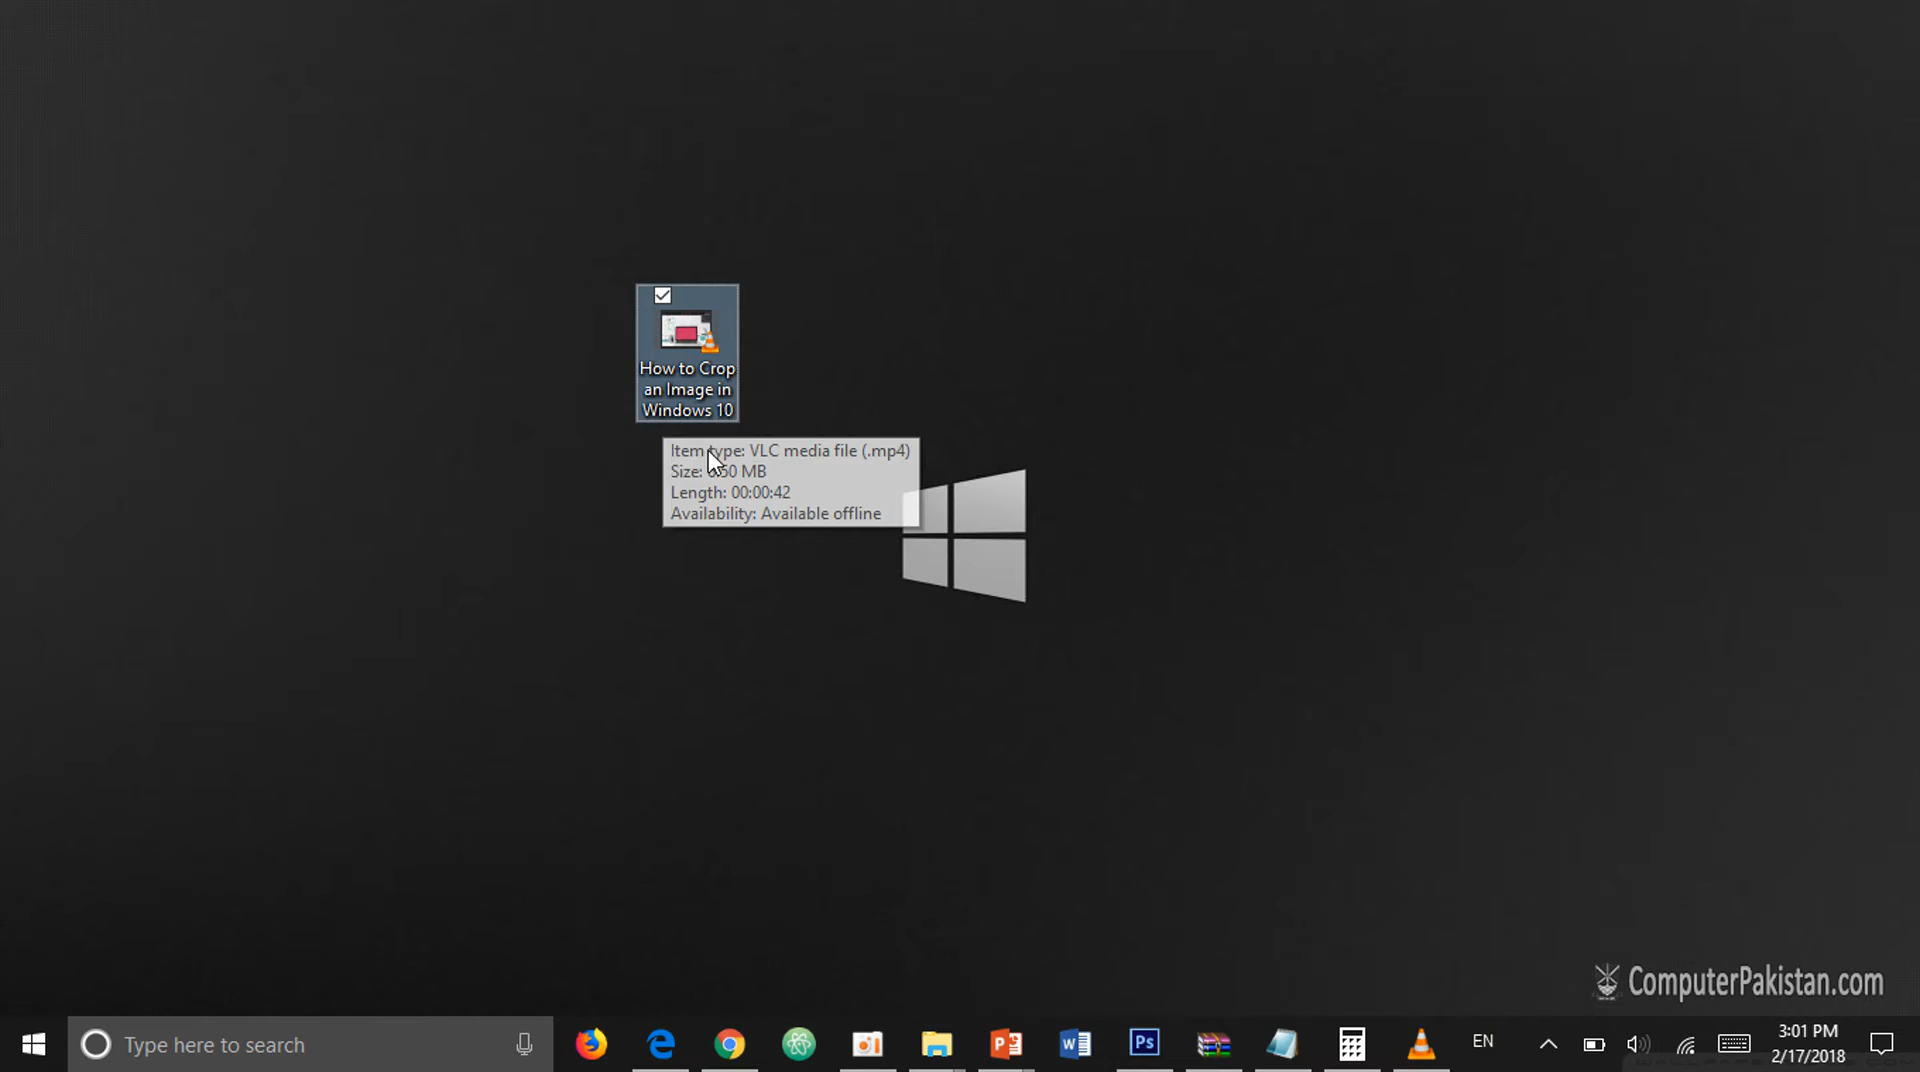 How to Crop
an Image in
Windows 10
Item type: VLC media file (.mp4)
Size: MB
Length: 00:00:42
Availability: Available offline
ComputerPakistan.com
Type here to search
Ps
EN
3:01 PM
2/17/2018